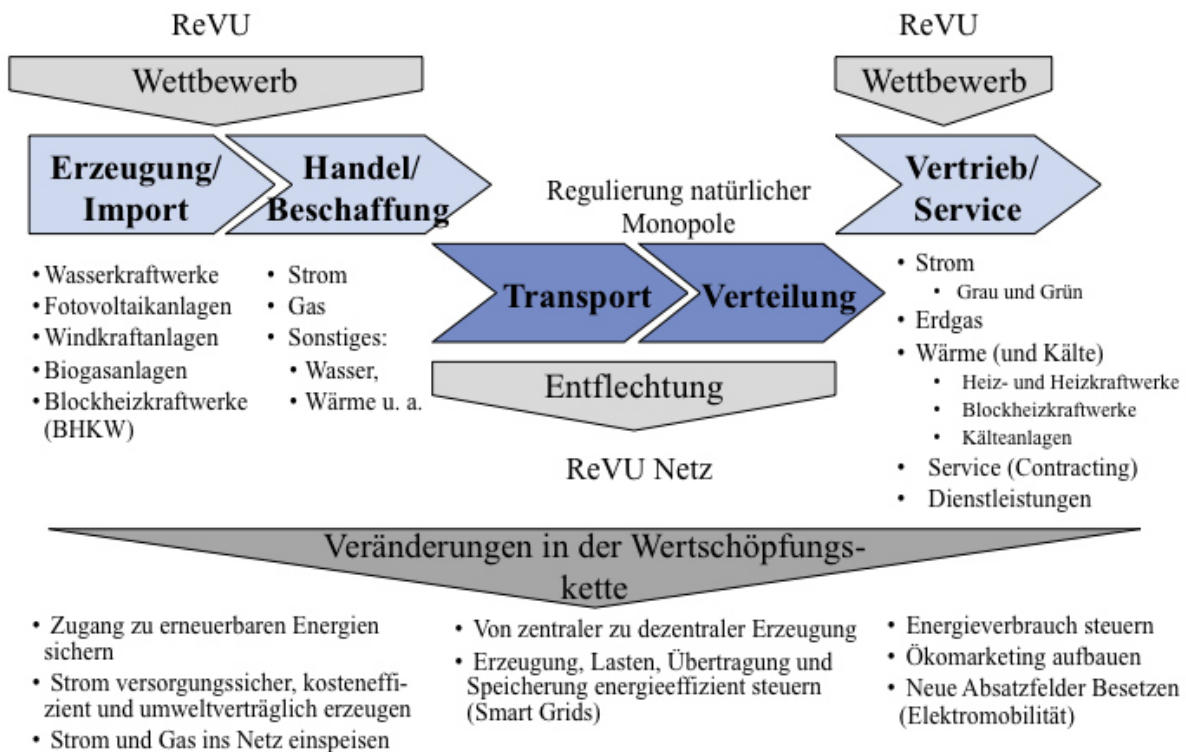 ReVU
Wettbewerb
ReVU
Wettbewerb
Erzeugung/
Import
Handel/
Beschaffung
Regulierung natürlicher
Monopole
Transport
Verteilung
Vertrieb/
Service
• Wasserkraftwerke
• Fotovoltaikanlagen
• Windkraftanlagen
• Biogasanlagen
• Blockheizkraftwerke
(BHKW)
• Strom
• Gas
• Sonstiges:
• Wasser,
• Wärme u. a.
Entflechtung
ReVU Netz
• Strom
• Grau und Grün
• Erdgas
• Wärme (und Kälte)
• Heiz- und Heizkraftwerke
• Blockheizkraftwerke
• Kälteanlagen
• Service (Contracting)
• Dienstleistungen
Veränderungen in der Wertschöpfungs-
kette
• Zugang zu erneuerbaren Energien
sichern
• Strom versorgungssicher, kosteneffi-
zient und umweltverträglich erzeugen
• Strom und Gas ins Netz einspeisen
• Von zentraler zu dezentraler Erzeugung
• Erzeugung, Lasten, Übertragung und
Speicherung energieeffizient steuern
(Smart Grids)
• Energieverbrauch steuern
• Ökomarketing aufbauen
• Neue Absatzfelder Besetzen
(Elektromobilität)